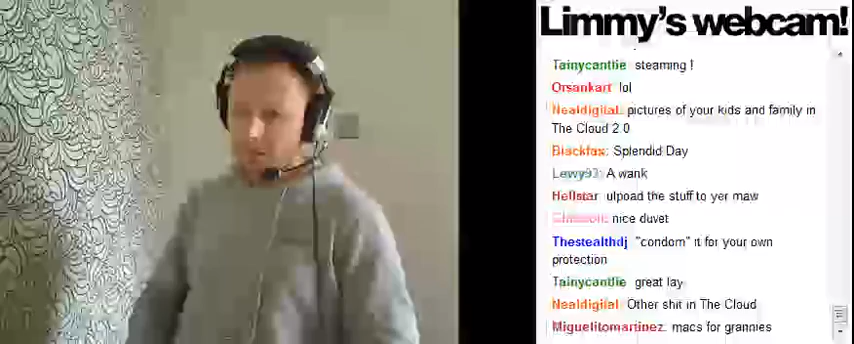 Limmy's webcam!
Tainycantlie steaming !
Orsankart lol
Nealdigital: pictures of your kids and family in
The Cloud 2.0
Blackfox: Splendid Day
A wank
Hellstar ulpoad the stuff to yer maw
nice duvet
Thestealthdj "condom" it for your own
protection
Tainycantlie great lay
Nealdigital: Other shit in The Cloud
Miguelitomartinez: macs for grannies